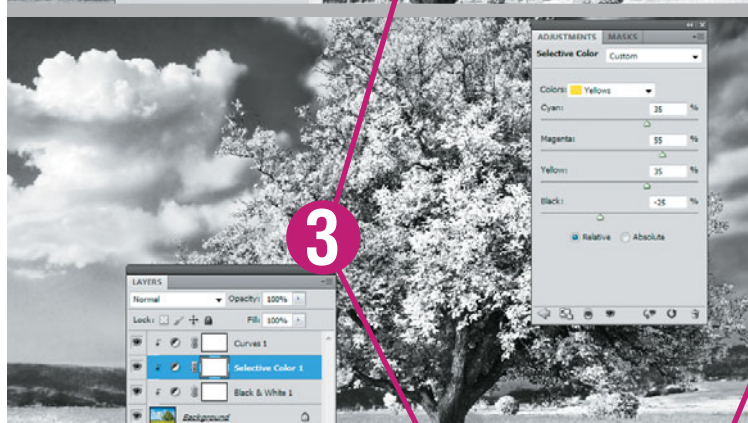 ADJUSTMENTS MASKS
Selective Color Custom
Colors: Yellows
Cyan: 35 %
Magenta: 55 %
Yellow: 35 %
Black: -25 %
Relative Absolute
3
LAYERS
Normal Opacity: 100%
Lock: Fill: 100%
Curves 1
Selective Color 1
Black & White 1
Background